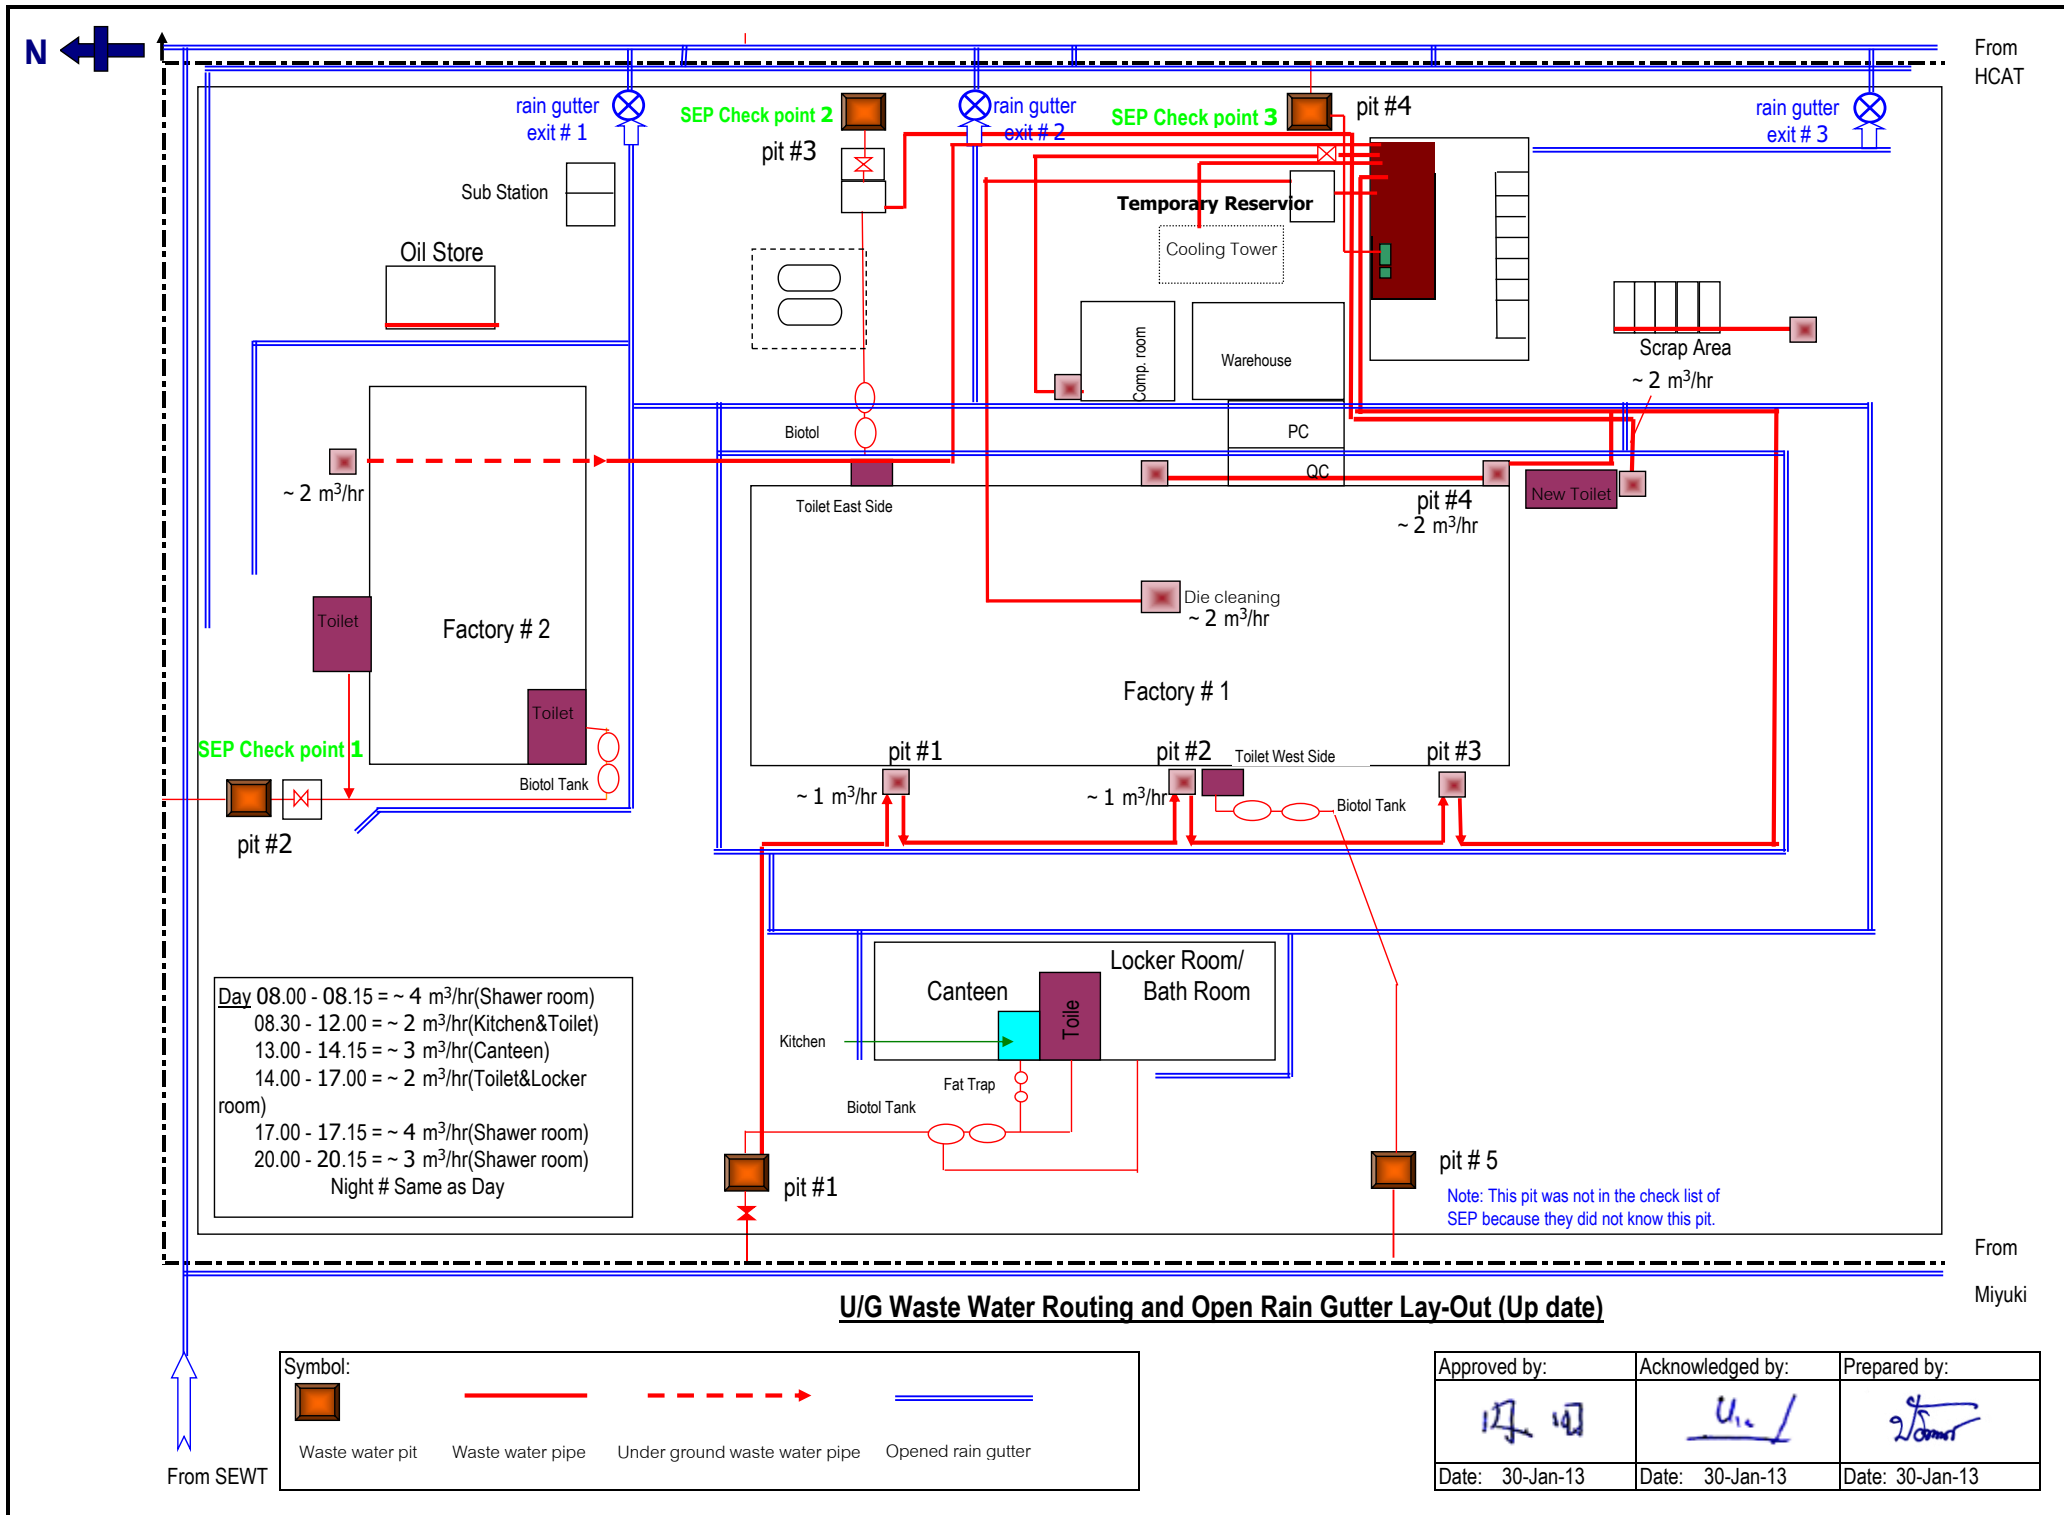 N
From
HCAT
rain gutter
exit # 1
SEP Check point 2
pit #3
rain gutter
exit # 2
SEP Check point 3
pit #4
rain gutter
exit # 3
Sub Station
Temporary Reservior
Oil Store
Cooling Tower
Comp. room
Warehouse
Scrap Area
~ 2 m³/hr
Biotol
PC
QC
~ 2 m³/hr
Toilet East Side
pit #4
~ 2 m³/hr
New Toilet
Toilet
Factory # 2
Die cleaning
~ 2 m³/hr
Factory # 1
Toilet
SEP Check point 1
Biotol Tank
pit #2
pit #1
~ 1 m³/hr
pit #2
~ 1 m³/hr
Toilet West Side
pit #3
Biotol Tank
Canteen
Locker Room/
Bath Room
Toile
Kitchen
Fat Trap
Biotol Tank
Day 08.00 - 08.15 = ~ 4 m³/hr(Shawer room)
08.30 - 12.00 = ~ 2 m³/hr(Kitchen&Toilet)
13.00 - 14.15 = ~ 3 m³/hr(Canteen)
14.00 - 17.00 = ~ 2 m³/hr(Toilet&Locker
room)
17.00 - 17.15 = ~ 4 m³/hr(Shawer room)
20.00 - 20.15 = ~ 3 m³/hr(Shawer room)
Night # Same as Day
pit #1
pit # 5
Note: This pit was not in the check list of
SEP because they did not know this pit.
From
Miyuki
U/G Waste Water Routing and Open Rain Gutter Lay-Out (Up date)
Symbol:
Waste water pit
Waste water pipe
Under ground waste water pipe
Opened rain gutter
From SEWT
Approved by:
Acknowledged by:
Prepared by:
Date: 30-Jan-13
Date: 30-Jan-13
Date: 30-Jan-13